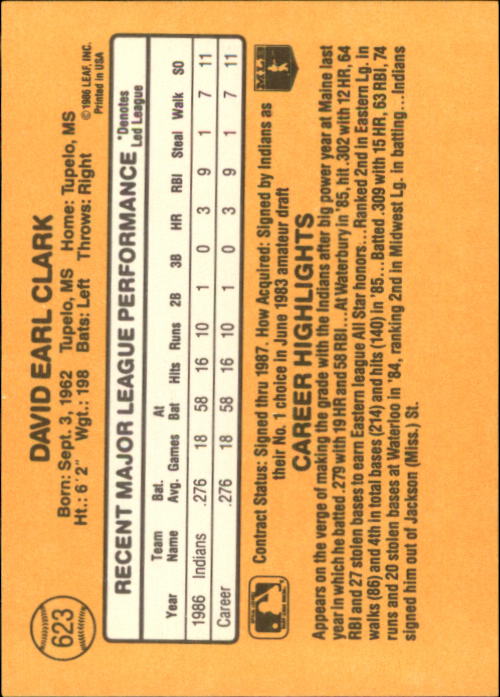 623
DAVID EARL CLARK
Born: Sept. 3, 1962 Tupelo, MS Home: Tupelo, MS
Ht.: 6'2" Wgt.: 198 Bats: Left Throws: Right
©1986 LEAF, INC.
Printed in USA
RECENT MAJOR LEAGUE PERFORMANCE *Denotes Led League
Year Team Name Bat. Avg. Games At Bat Hits Runs 2B 3B HR RBI Steal Walk SO
1986 Indians .276 18 58 16 10 1 0 3 9 1 7 11
Career .276 18 58 16 10 1 0 3 9 1 7 11
MLB
Contract Status: Signed thru 1987. How Acquired: Signed by Indians as
their No. 1 choice in June 1983 amateur draft
CAREER HIGHLIGHTS
Appears on the verge of making the grade with the Indians after big power year at Maine last
year in which he batted .279 with 19 HR and 58 RBI...At Waterbury in '85, hit .302 with 12 HR, 64
RBI and 27 stolen bases to earn Eastern league All Star honors...Ranked 2nd in Eastern Lg. in
walks (86) and 4th in total bases (214) and hits (140) in '85...Batted .309 with 15 HR, 63 RBI, 74
runs and 20 stolen bases at Waterloo in '84, ranking 2nd in Midwest Lg. in batting...Indians
signed him out of Jackson (Miss.) St.